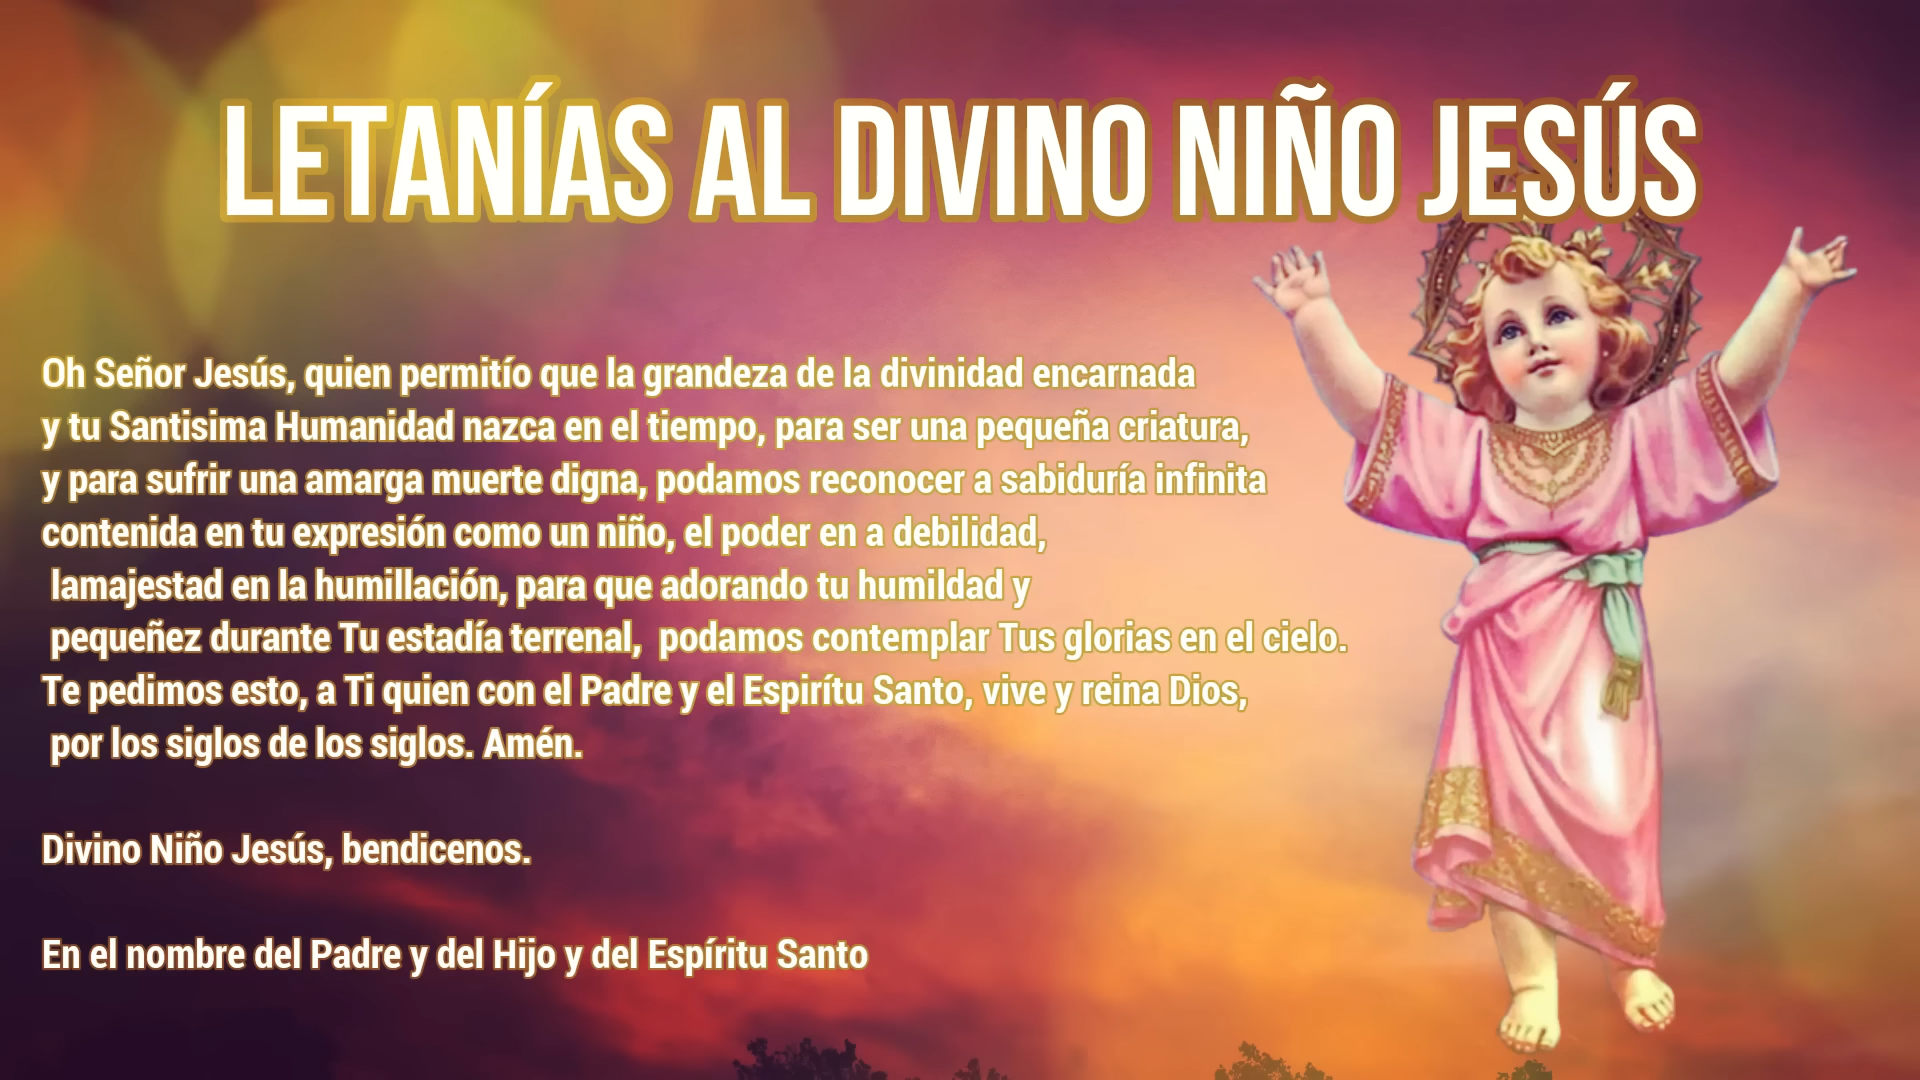 LETANÍAS AL DIVINO NIÑO JESÚS
Oh Señor Jesús, quien permitío que la grandeza de la divinidad encarnada
y tu Santisima Humanidad nazca en el tiempo, para ser una pequeña criatura,
y para sufrir una amarga muerte digna, podamos reconocer a sabiduría infinita
contenida en tu expresión como un niño, el poder en a debilidad,
lamajestad en la humillación, para que adorando tu humildad y
pequeñez durante Tu estadía terrenal, podamos contemplar Tus glorias en el cielo.
Te pedimos esto, a Ti quien con el Padre y el Espirítu Santo, vive y reina Dios,
por los siglos de los siglos. Amén.
Divino Niño Jesús, bendicenos.
En el nombre del Padre y del Hijo y del Espíritu Santo